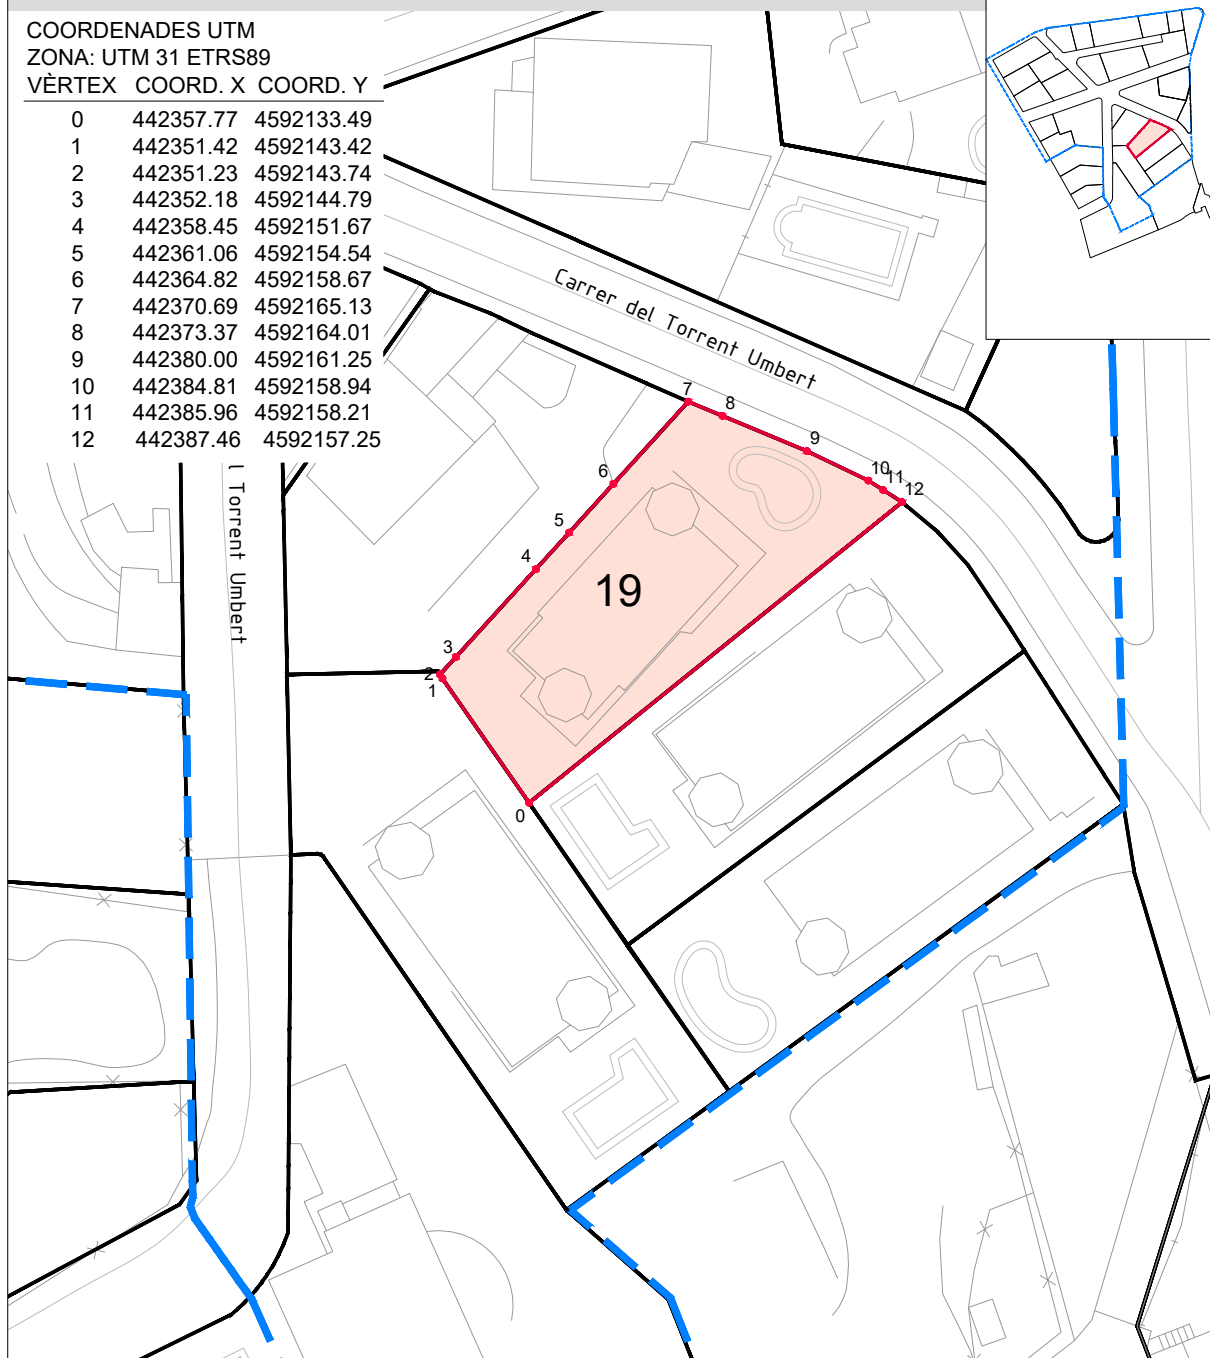 COORDENADES UTM
ZONA: UTM 31 ETRS89
VÈRTEX COORD. X COORD. Y
0 442357.77 4592133.49
1 442351.42 4592143.42
2 442351.23 4592143.74
3 442352.18 4592144.79
4 442358.45 4592151.67
5 442361.06 4592154.54
6 442364.82 4592158.67
7 442370.69 4592165.13
8 442373.37 4592164.01
9 442380.00 4592161.25
10 442384.81 4592158.94
11 442385.96 4592158.21
12 442387.46 4592157.25
Carrer del Torrent Umbert
7
8
9
10
11
12
6
5
4
19
3
2
1
0
l Torrent Umbert